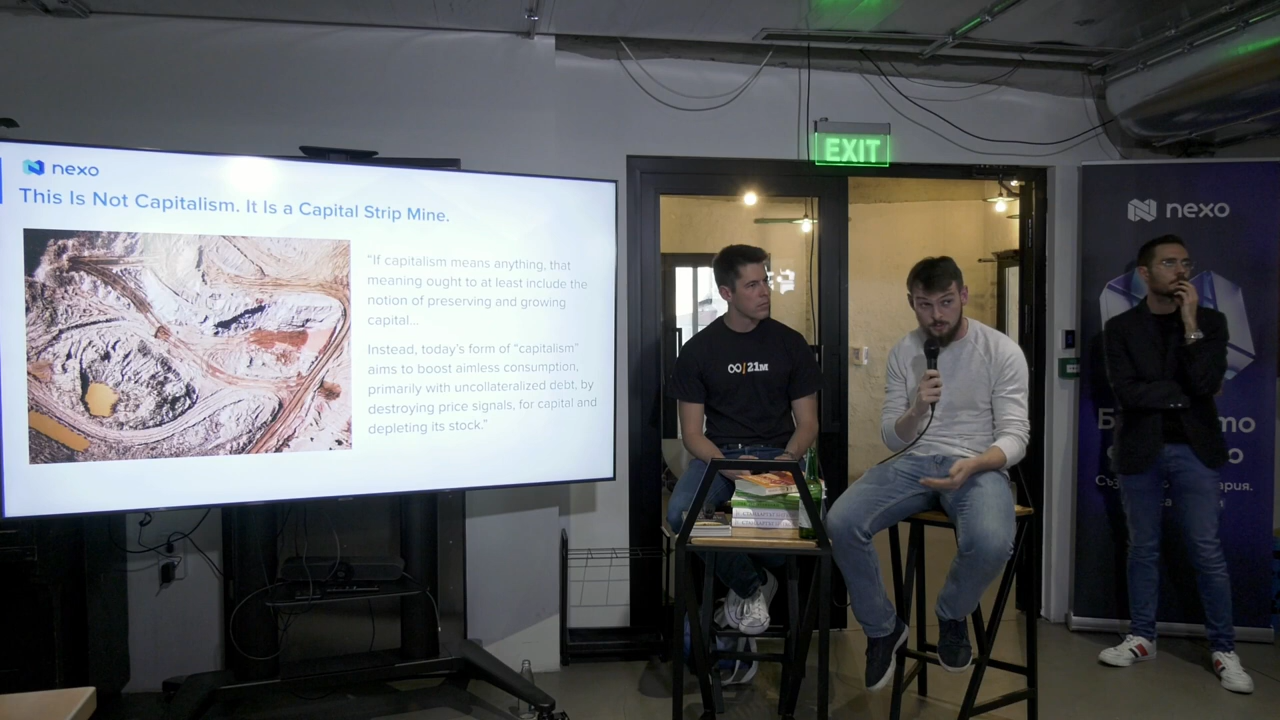 nexo
This Is Not Capitalism. It Is a Capital Strip Mine.
“If capitalism means anything, that
meaning ought to at least include the
notion of preserving and growing
capital...
Instead, today’s form of “capitalism”
aims to boost aimless consumption,
primarily with uncollateralized debt, by
destroying price signals, for capital and
depleting its stock.”
EXIT
∞/21M
nexo